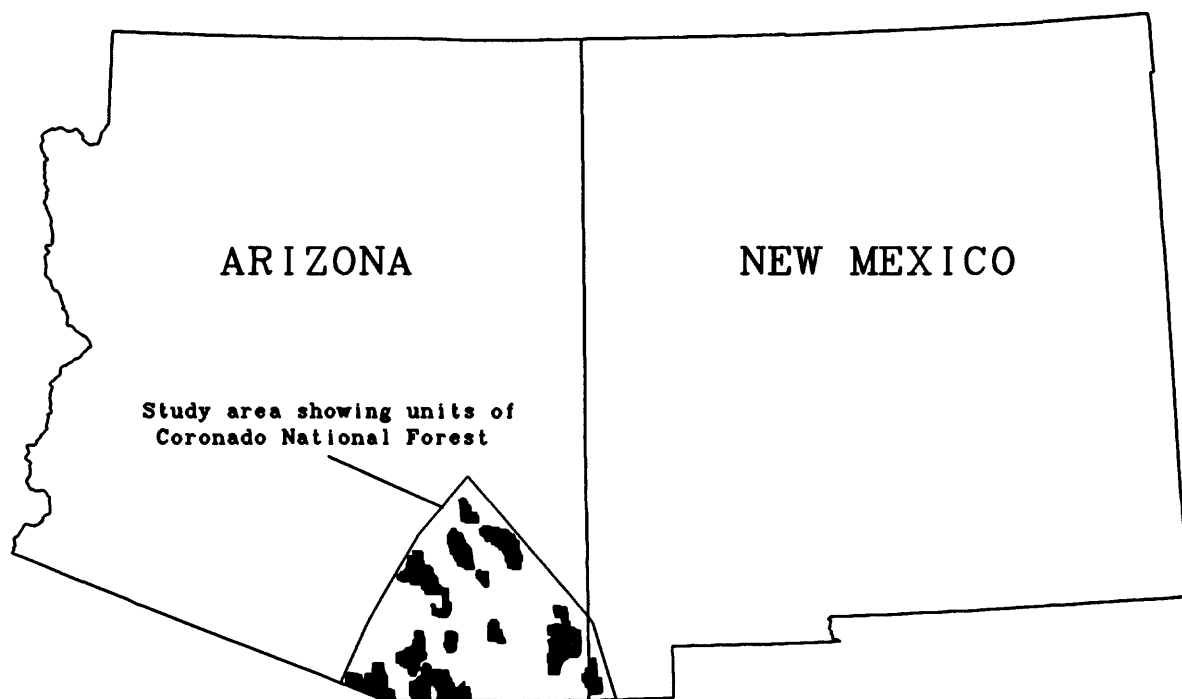 ARIZONA
NEW MEXICO
Study area showing units of
Coronado National Forest